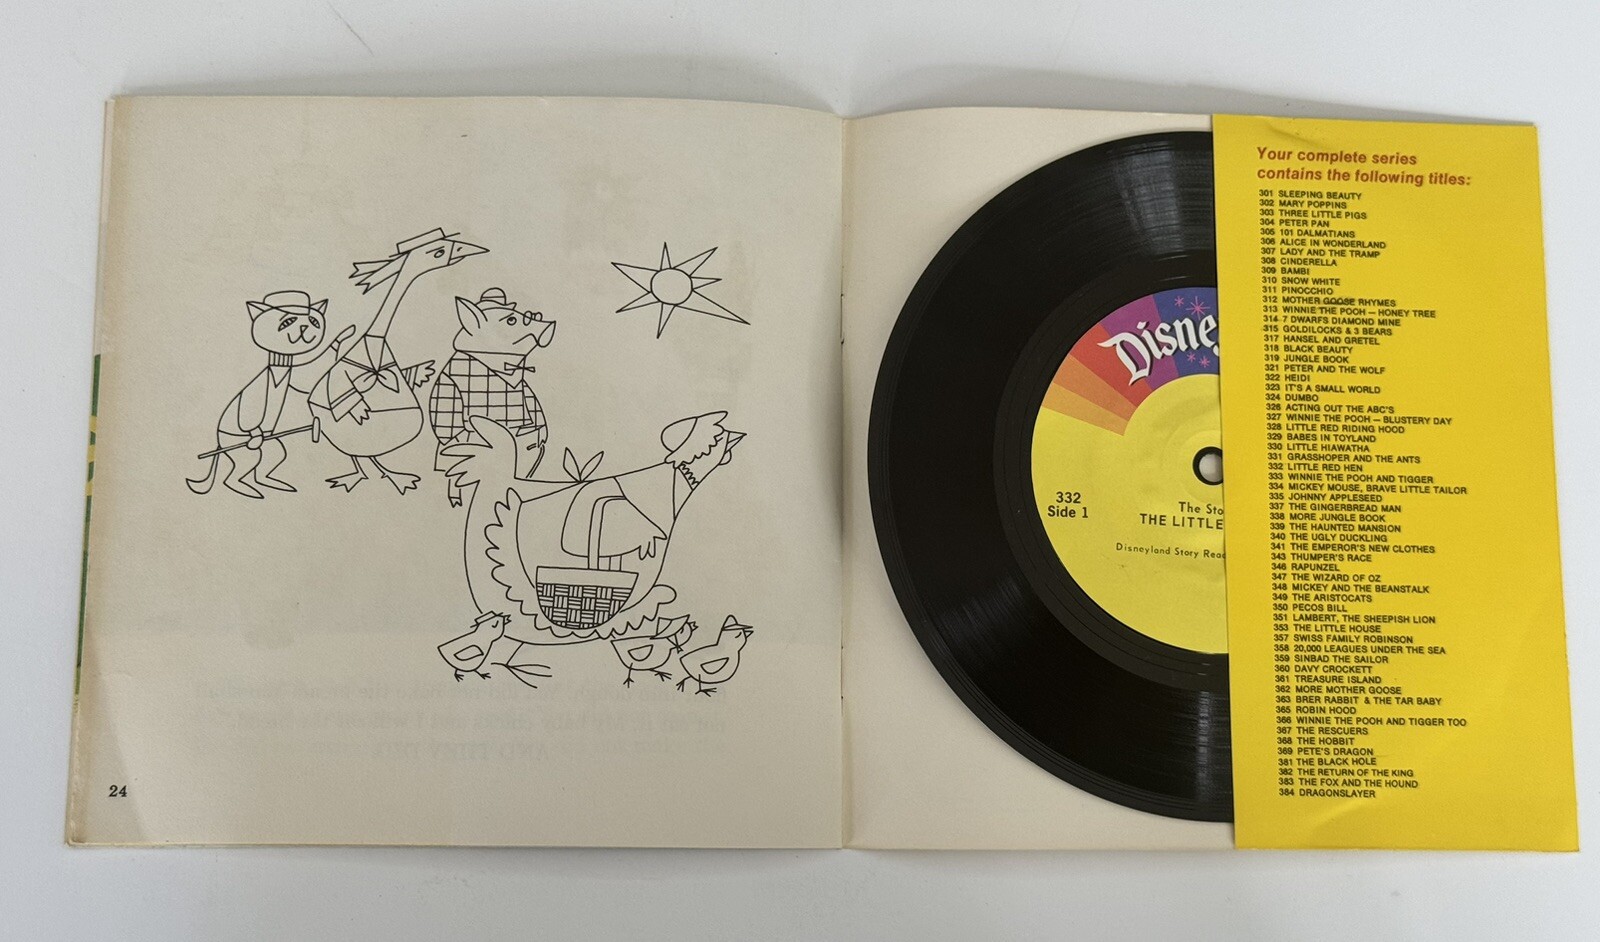 24
Disney
332
Side 1
The Sto
THE LITTLE
Disneyland Story Read
Your complete series
contains the following titles:
301 SLEEPING BEAUTY
302 MARY POPPINS
303 THREE LITTLE PIGS
304 PETER PAN
305 101 DALMATIANS
306 ALICE IN WONDERLAND
307 LADY AND THE TRAMP
308 CINDERELLA
309 BAMBI
310 SNOW WHITE
311 PINOCCHIO
312 MOTHER GOOSE RHYMES
313 WINNIE THE POOH — HONEY TREE
314 7 DWARFS DIAMOND MINE
315 GOLDILOCKS & 3 BEARS
317 HANSEL AND GRETEL
318 BLACK BEAUTY
319 JUNGLE BOOK
321 PETER AND THE WOLF
322 HEIDI
323 IT'S A SMALL WORLD
324 DUMBO
326 ACTING OUT THE ABC'S
327 WINNIE THE POOH — BLUSTERY DAY
328 LITTLE RED RIDING HOOD
329 BABES IN TOYLAND
330 LITTLE HIAWATHA
331 GRASSHOPER AND THE ANTS
332 LITTLE RED HEN
333 WINNIE THE POOH AND TIGGER
334 MICKEY MOUSE, BRAVE LITTLE TAILOR
335 JOHNNY APPLESEED
337 THE GINGERBREAD MAN
338 MORE JUNGLE BOOK
339 THE HAUNTED MANSION
340 THE UGLY DUCKLING
341 THE EMPEROR'S NEW CLOTHES
343 THUMPER'S RACE
346 RAPUNZEL
347 THE WIZARD OF OZ
348 MICKEY AND THE BEANSTALK
349 THE ARISTOCATS
350 PECOS BILL
351 LAMBERT, THE SHEEPISH LION
353 THE LITTLE HOUSE
357 SWISS FAMILY ROBINSON
358 20,000 LEAGUES UNDER THE SEA
359 SINBAD THE SAILOR
360 DAVY CROCKETT
361 TREASURE ISLAND
362 MORE MOTHER GOOSE
363 BRER RABBIT & THE TAR BABY
365 ROBIN HOOD
366 WINNIE THE POOH AND TIGGER TOO
367 THE RESCUERS
368 THE HOBBIT
369 PETE'S DRAGON
381 THE BLACK HOLE
382 THE RETURN OF THE KING
383 THE FOX AND THE HOUND
384 DRAGONSLAYER